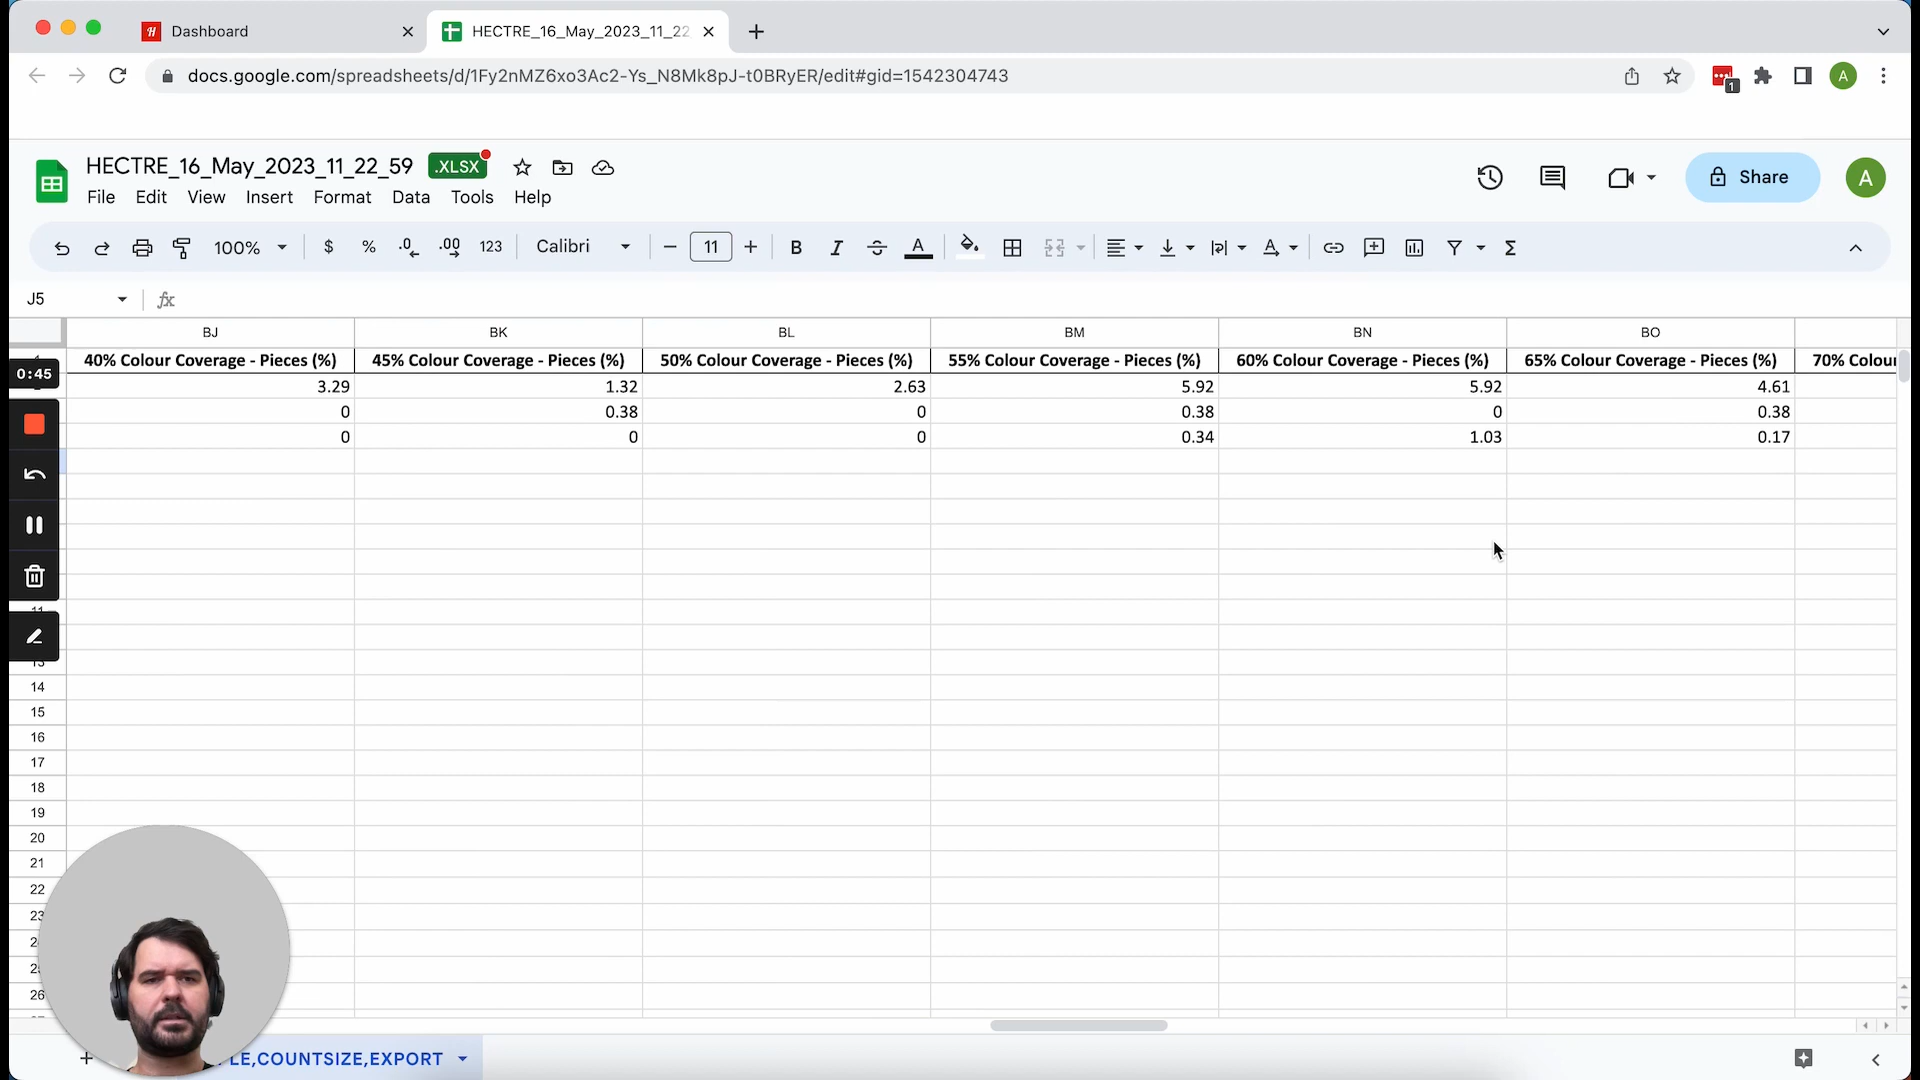 Dashboard
HECTRE_16_May_2023_11_22
docs.google.com/spreadsheets/d/1Fy2nMZ6xo3Ac2-Ys_N8Mk8pJ-t0BRyER/edit#gid=1542304743
1
A
HECTRE_16_May_2023_11_22_59 .XLSX
File Edit View Insert Format Data Tools Help
Share
A
100% $ % .0 .00 123 Calibri 11 B I S A Σ
J5 fx
BJ BK BL BM BN BO
40% Colour Coverage - Pieces (%) 45% Colour Coverage - Pieces (%) 50% Colour Coverage - Pieces (%) 55% Colour Coverage - Pieces (%) 60% Colour Coverage - Pieces (%) 65% Colour Coverage - Pieces (%) 70% Colou
0:45
3.29 1.32 2.63 5.92 5.92 4.61
0 0.38 0 0.38 0 0.38
0 0 0 0.34 1.03 0.17
14
15
16
17
18
19
20
21
22
23
26
+ LE,COUNTSIZE,EXPORT